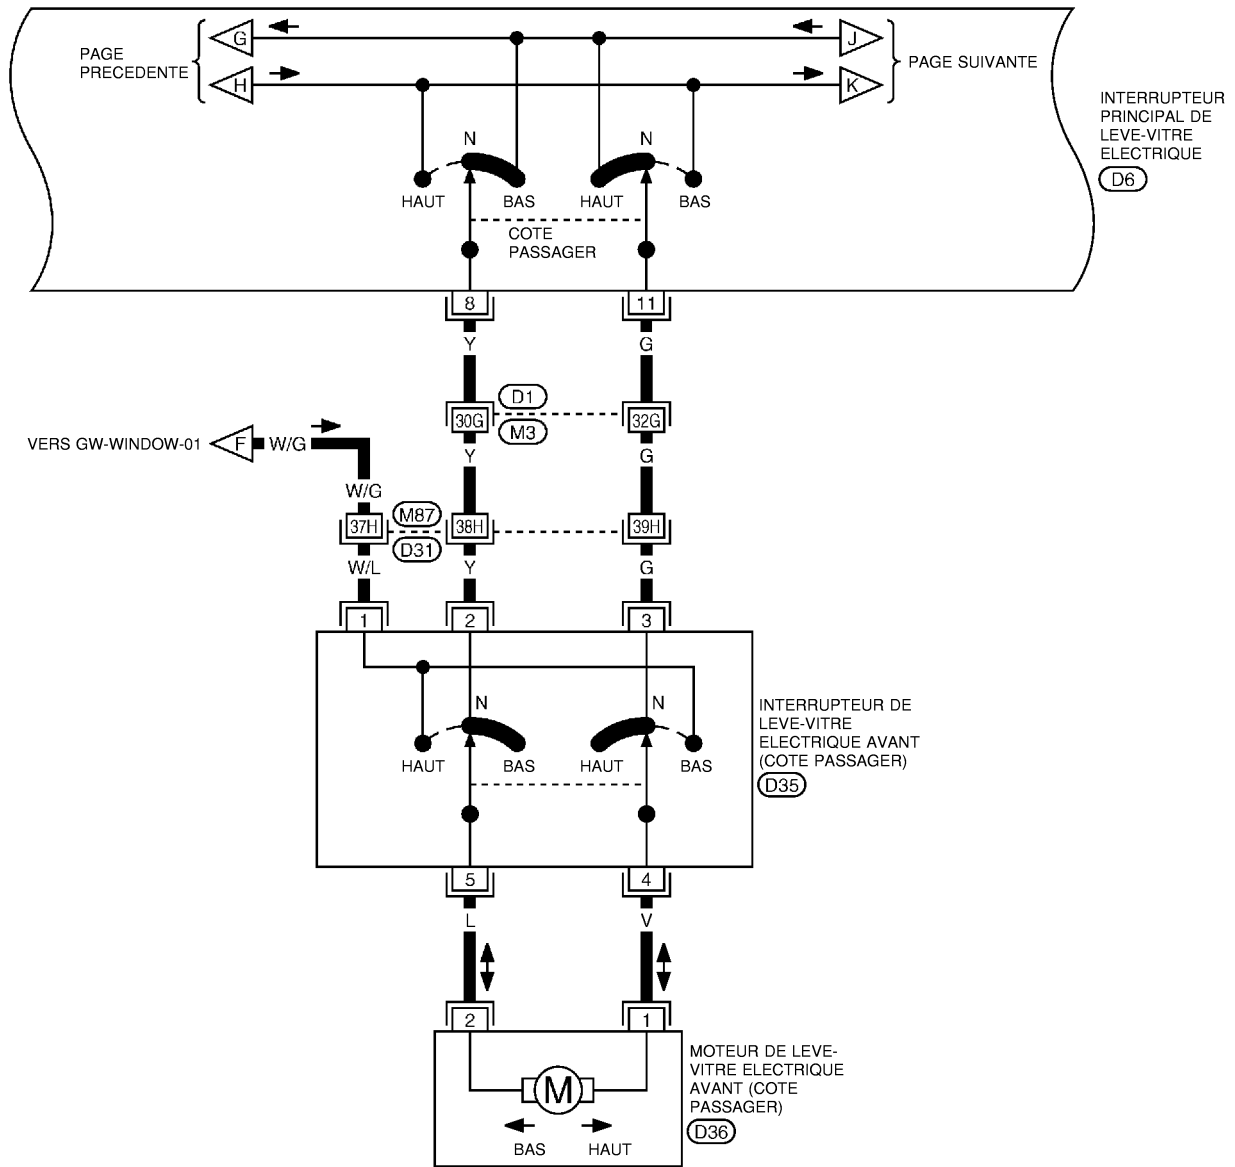 G
J
PAGE
PRECEDENTE
PAGE SUIVANTE
H
K
INTERRUPTEUR
PRINCIPAL DE
LEVE-VITRE
ELECTRIQUE
D6
N
N
HAUT
BAS
HAUT
BAS
COTE
PASSAGER
8
11
Y
G
D1
30G
32G
M3
VERS GW-WINDOW-01
F
W/G
Y
G
W/G
M87
37H
38H
39H
D31
W/L
Y
G
1
2
3
N
N
HAUT
BAS
HAUT
BAS
INTERRUPTEUR DE
LEVE-VITRE
ELECTRIQUE AVANT
(COTE PASSAGER)
D35
5
4
L
V
2
1
M
BAS
HAUT
MOTEUR DE LEVE-
VITRE ELECTRIQUE
AVANT (COTE
PASSAGER)
D36